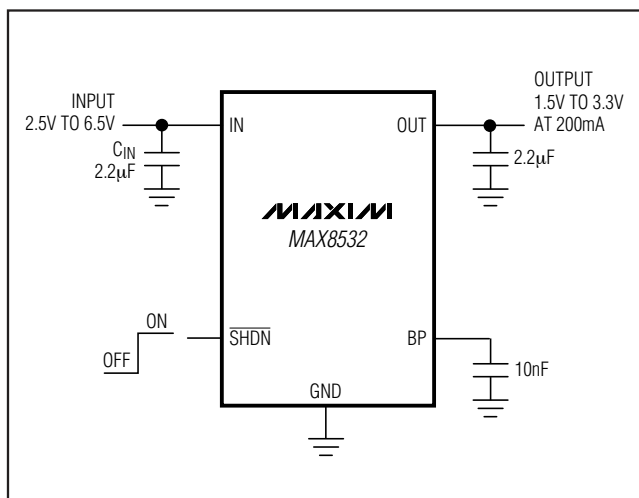 INPUT
2.5V TO 6.5V
CIN
2.2µF
IN
OUT
OUTPUT
1.5V TO 3.3V
AT 200mA
2.2µF
MAXIM
MAX8532
ON
OFF
SHDN
BP
10nF
GND